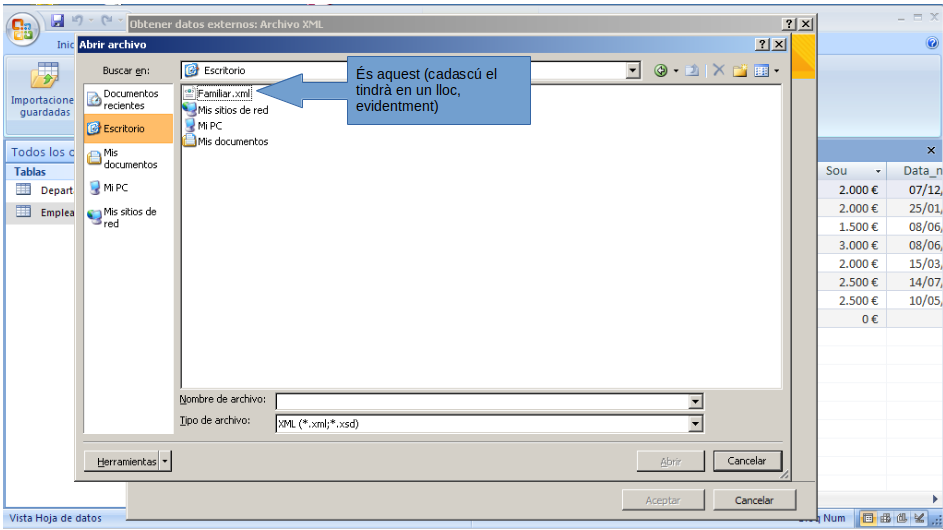 Obtener datos externos: Archivo XML
Inic
Abrir archivo
Importacione
guardadas
Buscar en:
Escritorio
Documentos
recientes
Escritorio
Mis
documentos
Mi PC
Mis sitios de
red
Familiar.xml
Mis sitios de red
Mi PC
Mis documentos
És aquest (cadascú el
tindrà en un lloc,
evidentment)
Todos los o
Tablas
Depart
Emplea
Sou Data_n
2.000 € 07/12/
2.000 € 25/01/
1.500 € 08/06/
3.000 € 08/06/
2.000 € 15/03/
2.500 € 14/07/
2.500 € 10/05/
0 €
Nombre de archivo:
Tipo de archivo: XML (*.xml;*.xsd)
Herramientas Abrir Cancelar
Aceptar Cancelar
Vista Hoja de datos Num